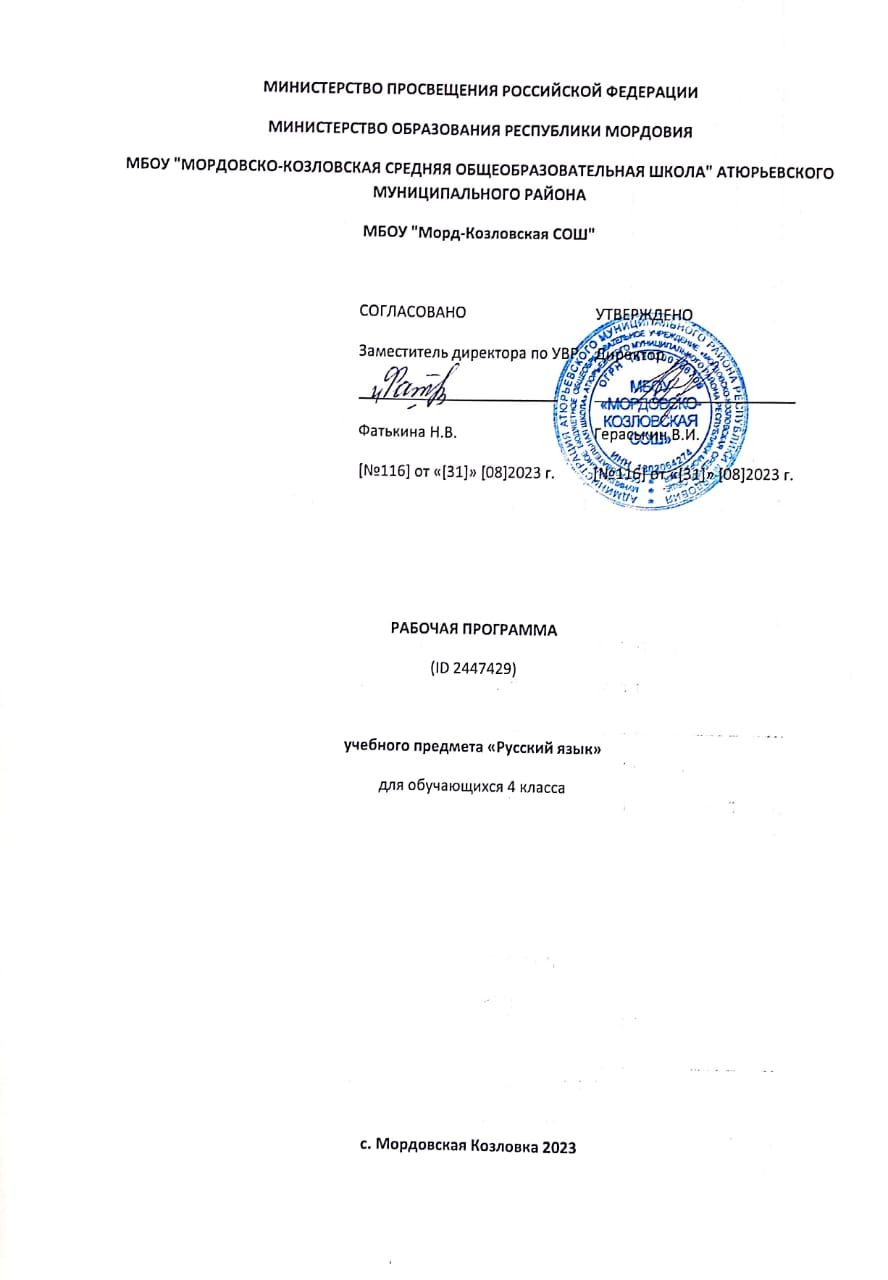 МИНИСТЕРСТВО ПРОСВЕЩЕНИЯ РОССИЙСКОЙ ФЕДЕРАЦИИ
МИНИСТЕРСТВО ОБРАЗОВАНИЯ РЕСПУБЛИКИ МОРДОВИЯ
МБОУ "МОРДОВСКО-КОЗЛОВСКАЯ СРЕДНЯЯ ОБЩЕОБРАЗОВАТЕЛЬНАЯ ШКОЛА" АТЮРЬЕВСКОГО
МУНИЦИПАЛЬНОГО РАЙОНА
МБОУ "Морд-Козловская СОШ"
СОГЛАСОВАНО
Заместитель директора по УВР
Фатькина Н.В.
[№116] от «[31]» [08]2023 г.
УТВЕРЖДЕНО
Директор
Гераськин В.И.
[№116] от «[31]» [08]2023 г.
МБОУ
«МОРДОВСКО-
КОЗЛОВСКАЯ
СОШ»
РАБОЧАЯ ПРОГРАММА
(ID 2447429)
учебного предмета «Русский язык»
для обучающихся 4 класса
с. Мордовская Козловка 2023